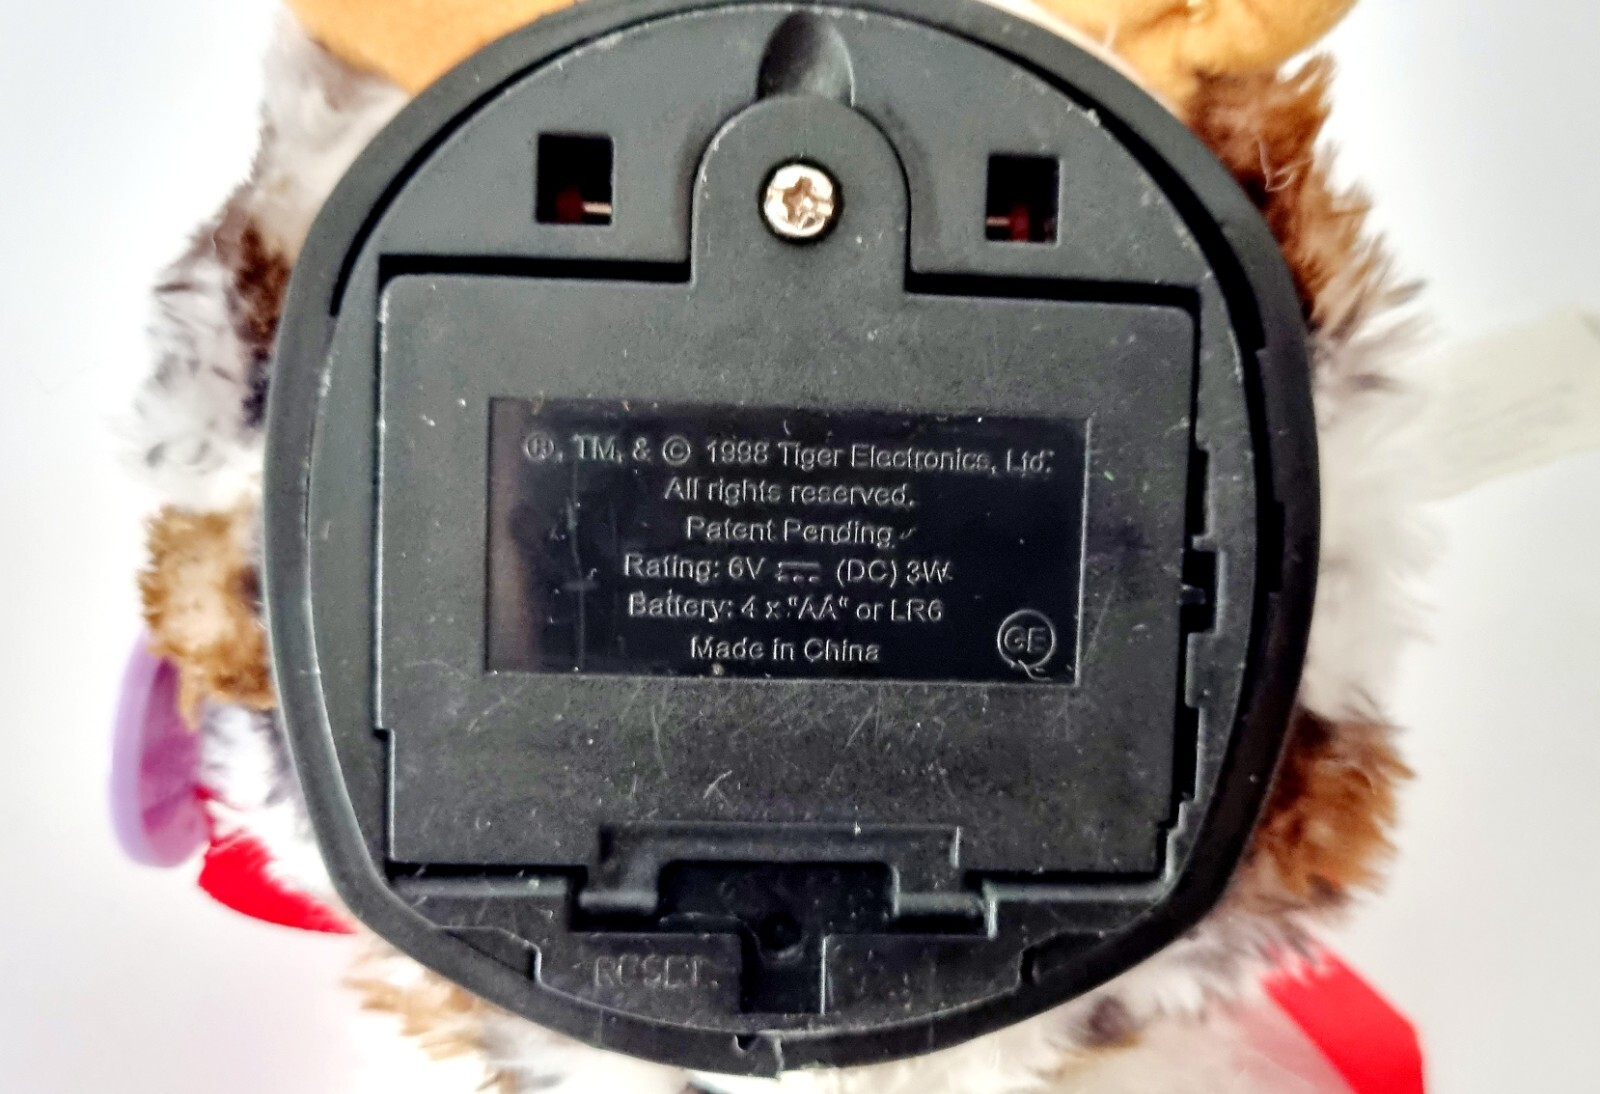 ®, TM, & © 1998 Tiger Electronics, Ltd.
All rights reserved.
Patent Pending
Rating: 6V ⎓ (DC) 3W
Battery: 4 x "AA" or LR6
Made in China
RESET